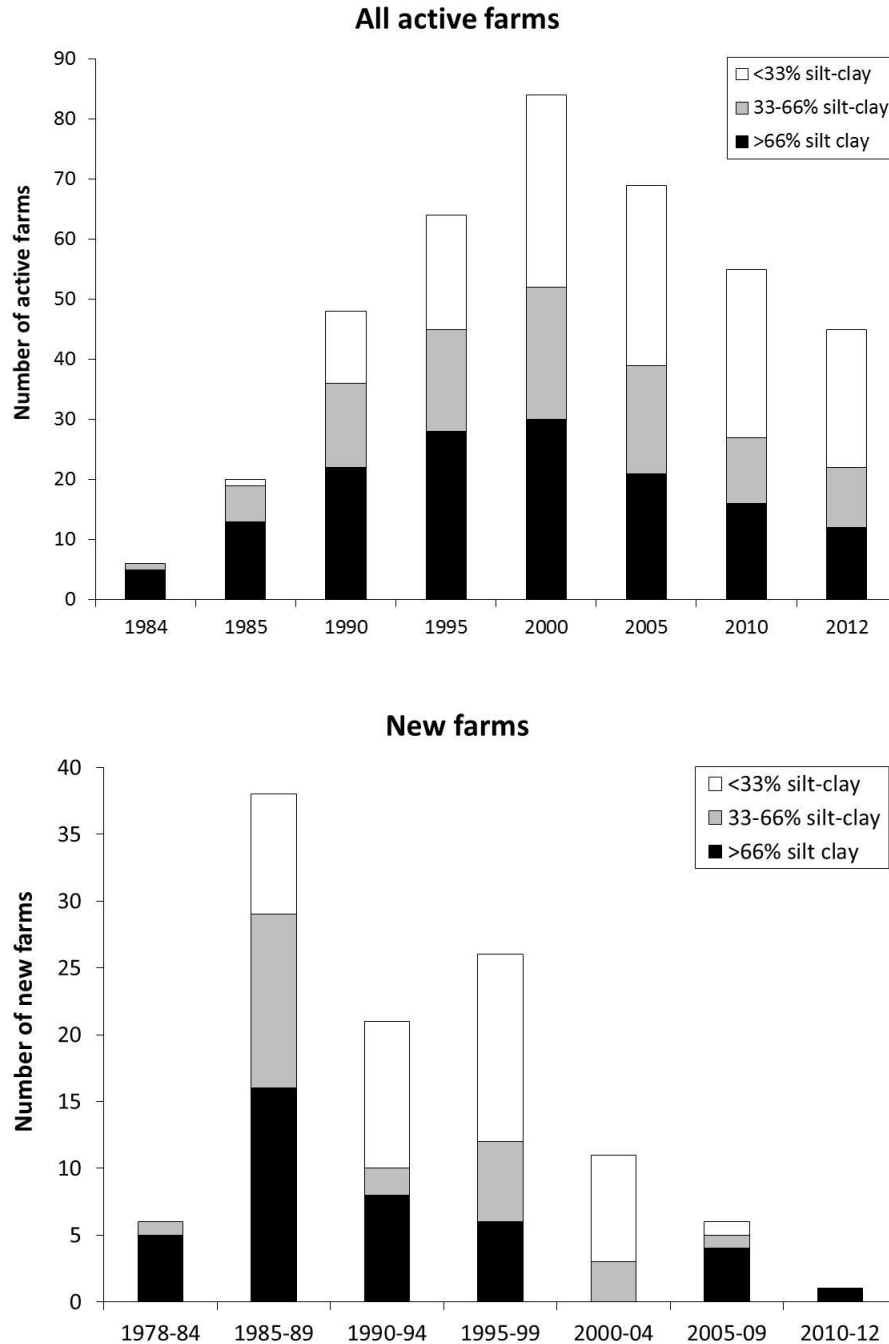 All active farms
90
80
70
60
50
40
30
20
10
0
Number of active farms
<33% silt-clay
33-66% silt-clay
>66% silt clay
1984 1985 1990 1995 2000 2005 2010 2012
New farms
40
35
30
25
20
15
10
5
0
Number of new farms
<33% silt-clay
33-66% silt-clay
>66% silt clay
1978-84 1985-89 1990-94 1995-99 2000-04 2005-09 2010-12